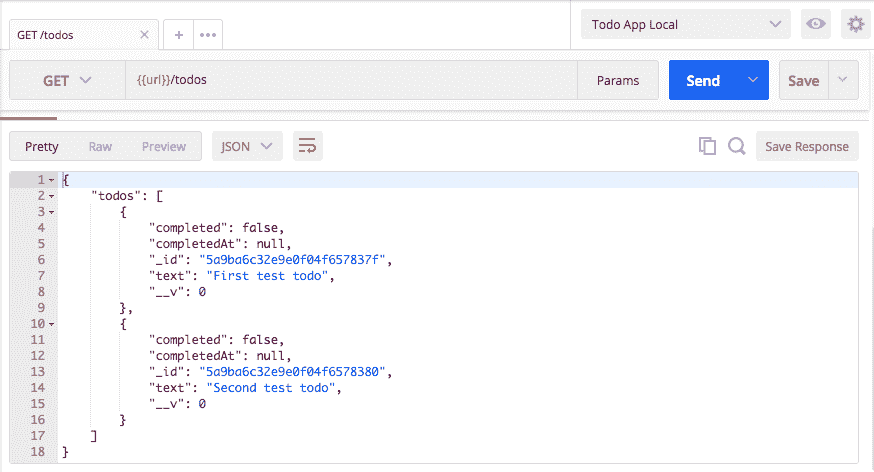 GET /todos
Todo App Local
GET {{url}}/todos Params Send Save
Pretty Raw Preview JSON Save Response
1 {
2 "todos": [
3 {
4 "completed": false,
5 "completedAt": null,
6 "_id": "5a9ba6c32e9e0f04f657837f",
7 "text": "First test todo",
8 "__v": 0
9 },
10 {
11 "completed": false,
12 "completedAt": null,
13 "_id": "5a9ba6c32e9e0f04f6578380",
14 "text": "Second test todo",
15 "__v": 0
16 }
17 ]
18 }